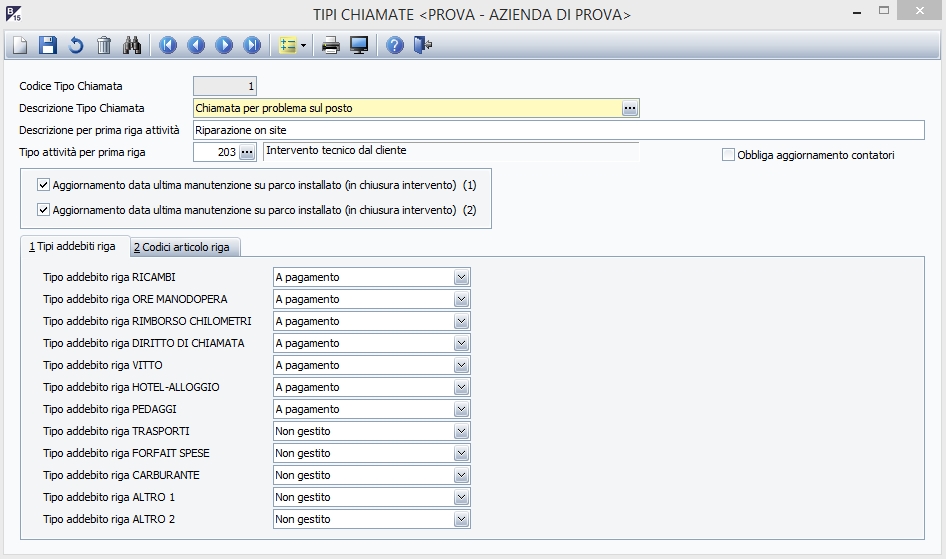 B 15
TIPI CHIAMATE <PROVA - AZIENDA DI PROVA>
Codice Tipo Chiamata 1
Descrizione Tipo Chiamata Chiamata per problema sul posto
Descrizione per prima riga attività Riparazione on site
Tipo attività per prima riga 203 Intervento tecnico dal cliente Obbliga aggiornamento contatori
Aggiornamento data ultima manutenzione su parco installato (in chiusura intervento) (1)
Aggiornamento data ultima manutenzione su parco installato (in chiusura intervento) (2)
1 Tipi addebiti riga 2 Codici articolo riga
Tipo addebito riga RICAMBI A pagamento
Tipo addebito riga ORE MANODOPERA A pagamento
Tipo addebito riga RIMBORSO CHILOMETRI A pagamento
Tipo addebito riga DIRITTO DI CHIAMATA A pagamento
Tipo addebito riga VITTO A pagamento
Tipo addebito riga HOTEL-ALLOGGIO A pagamento
Tipo addebito riga PEDAGGI A pagamento
Tipo addebito riga TRASPORTI Non gestito
Tipo addebito riga FORFAIT SPESE Non gestito
Tipo addebito riga CARBURANTE Non gestito
Tipo addebito riga ALTRO 1 Non gestito
Tipo addebito riga ALTRO 2 Non gestito